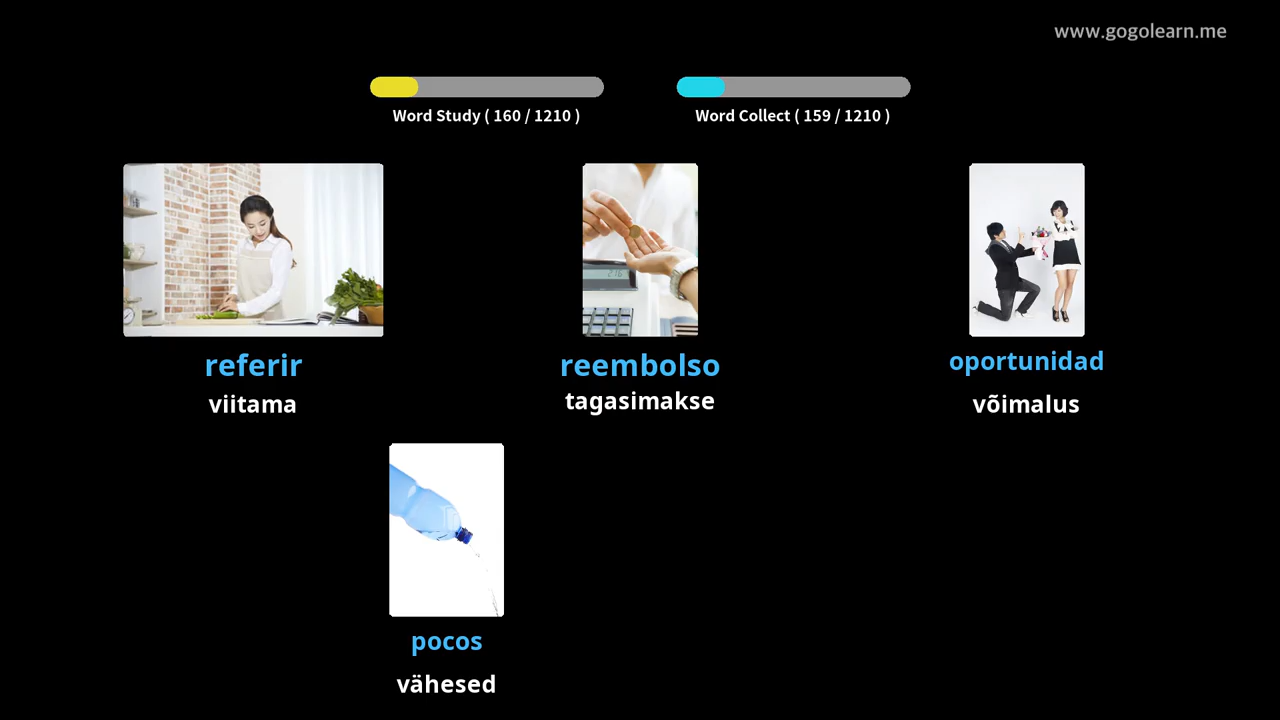 www.gogolearn.me
Word Study ( 160 / 1210 )
Word Collect ( 159 / 1210 )
referir
viitama
reembolso
tagasimakse
oportunidad
võimalus
pocos
vähesed